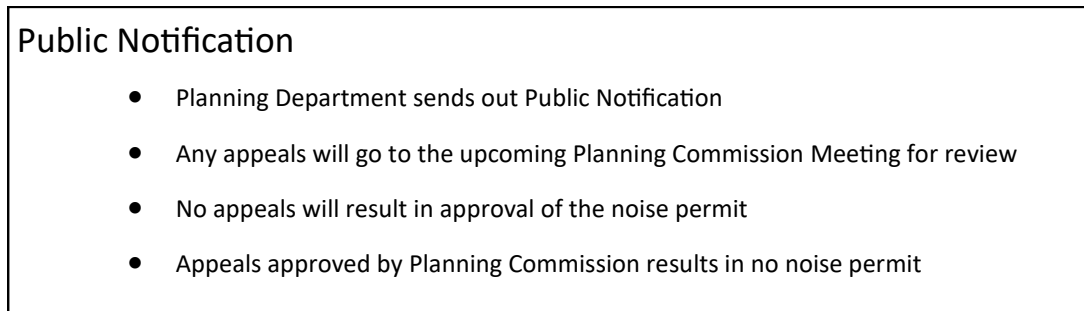 Public Notification
● Planning Department sends out Public Notification
● Any appeals will go to the upcoming Planning Commission Meeting for review
● No appeals will result in approval of the noise permit
● Appeals approved by Planning Commission results in no noise permit